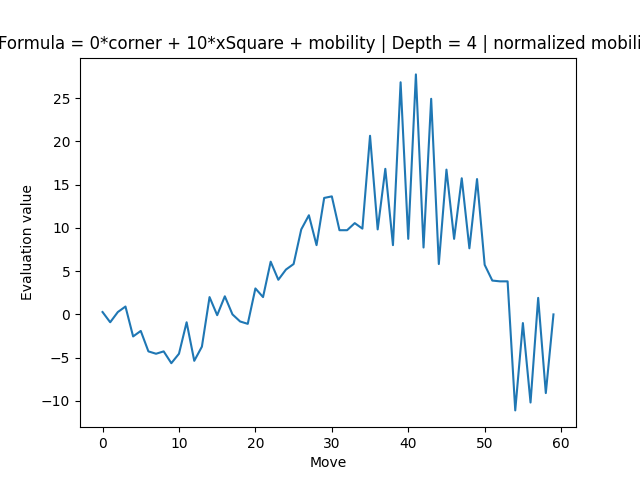 Formula = 0*corner + 10*xSquare + mobility | Depth = 4 | normalized mobili
Evaluation value
25
20
15
10
5
0
−5
−10
0 10 20 30 40 50 60
Move